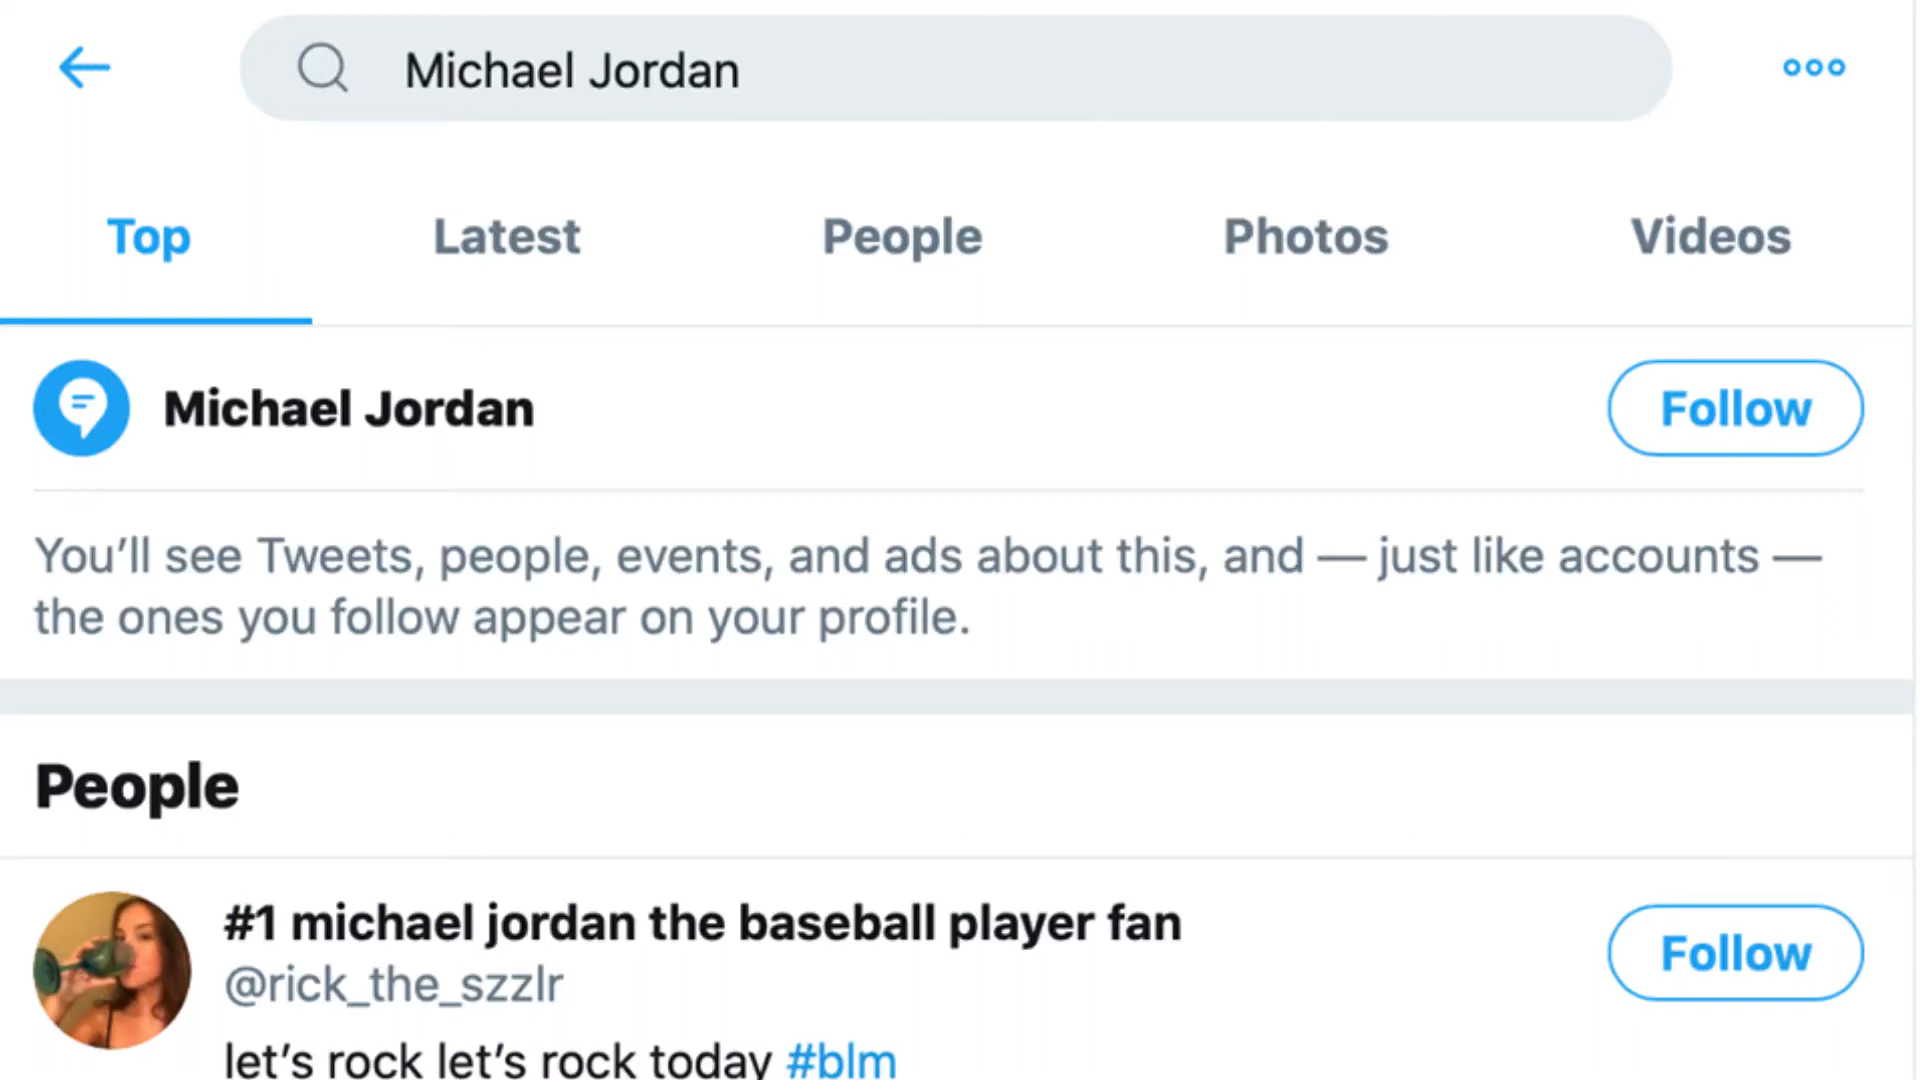 Michael Jordan
Top Latest People Photos Videos
Michael Jordan Follow
You’ll see Tweets, people, events, and ads about this, and — just like accounts —
the ones you follow appear on your profile.
People
#1 michael jordan the baseball player fan
@rick_the_szzlr
Follow
let’s rock let’s rock today #blm